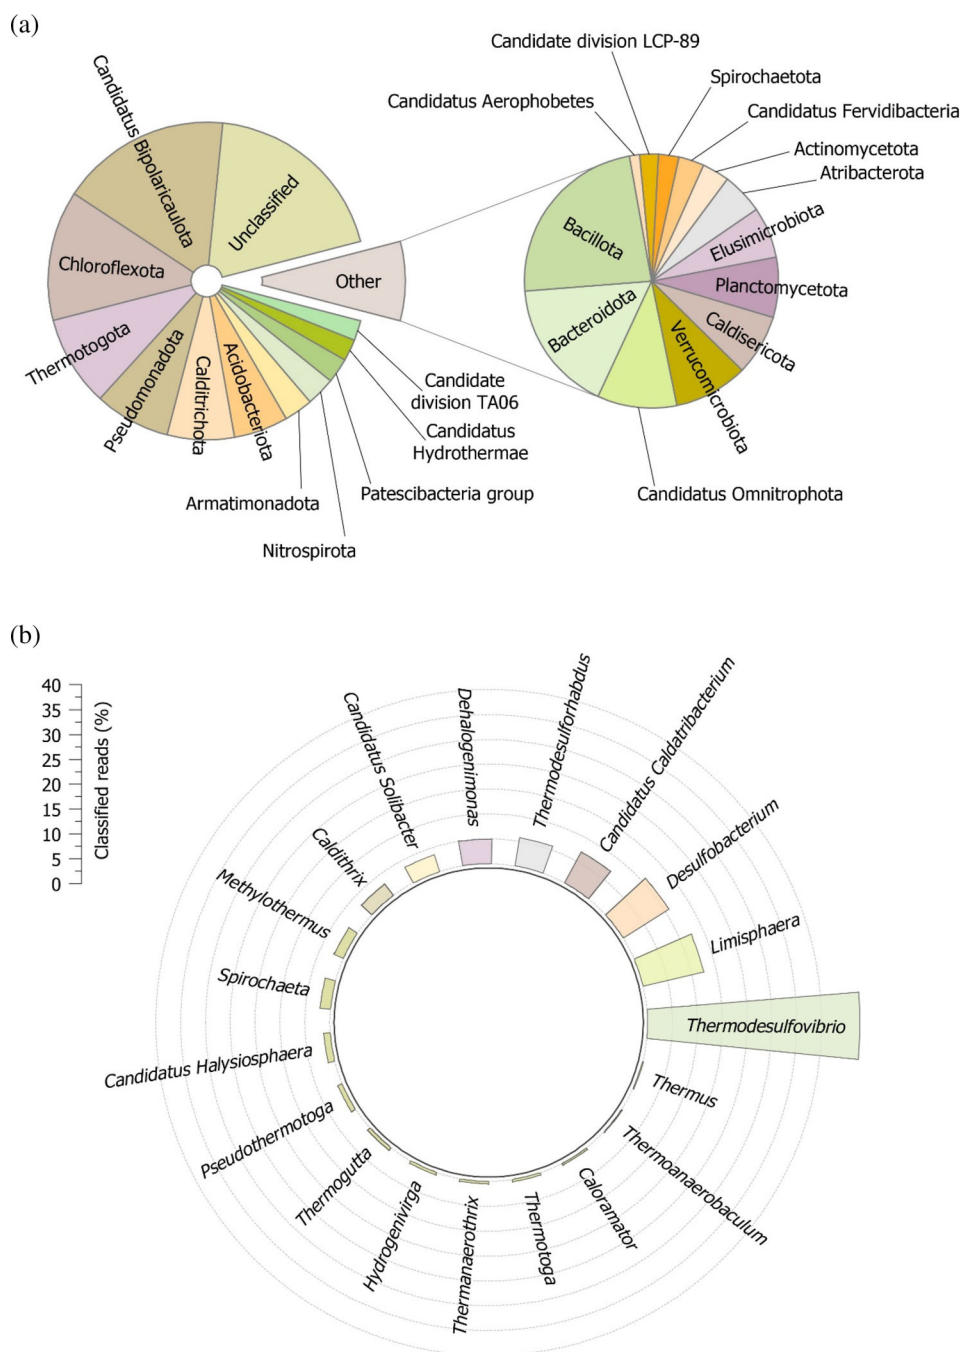 (a)
Candidate division LCP-89
Spirochaetota
Candidatus Aerophobetes
Candidatus Fervidibacteria
Actinomycetota
Atribacterota
Candidatus Bipolaricaulota
Unclassified
Chloroflexota
Other
Thermotogota
Pseudomonadota
Calditrichota
Acidobacteriota
Armatimonadota
Nitrospirota
Patescibacteria group
Candidatus
Hydrothermae
Candidate
division TA06
Bacillota
Elusimicrobiota
Planctomycetota
Bacteroidota
Caldisericota
Verrucomicrobiota
Candidatus Omnitrophota
(b)
40
35
30
25
20
15
10
5
0
Classified reads (%)
Candidatus Solibacter
Dehalogenimonas
Thermodesulforhabdus
Candidatus Caldatribacterium
Desulfobacterium
Limisphaera
Thermodesulfovibrio
Thermus
Thermoanaerobaculum
Caloramator
Thermotoga
Thermanaerothrix
Hydrogenivirga
Thermogutta
Pseudothermotoga
Candidatus Halysiosphaera
Spirochaeta
Methylothermus
Caldithrix